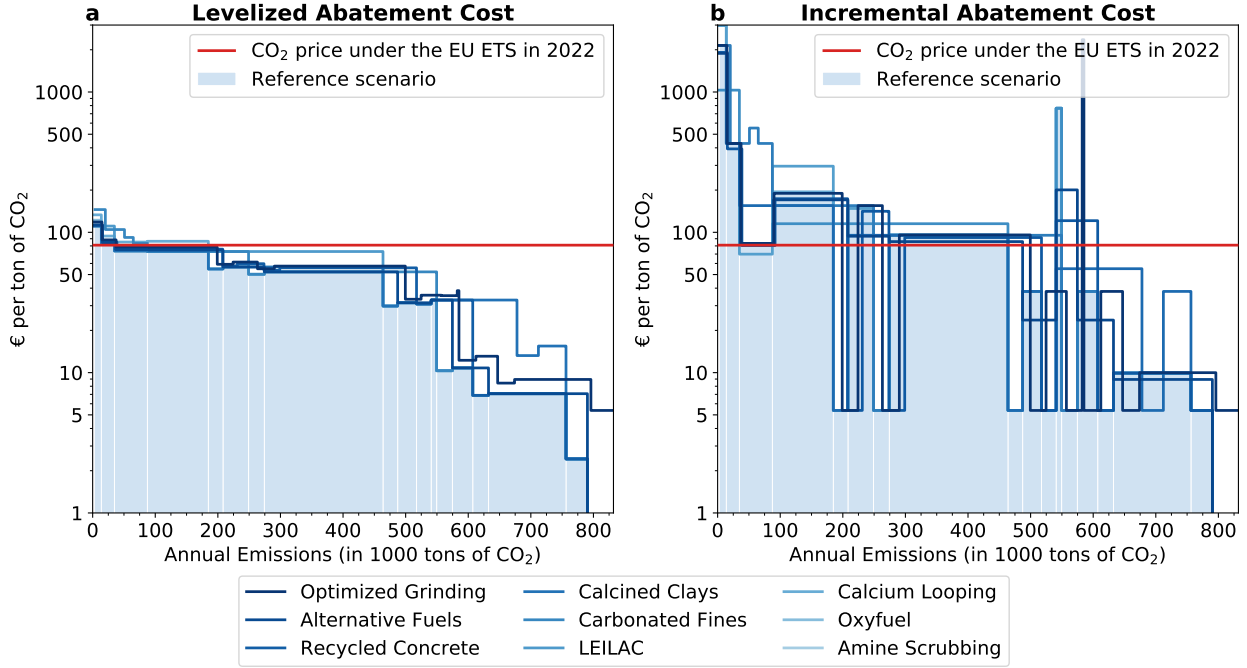 a Levelized Abatement Cost
CO2 price under the EU ETS in 2022
Reference scenario
1000
500
100
50
10
5
1
€ per ton of CO2
0 100 200 300 400 500 600 700 800
Annual Emissions (in 1000 tons of CO2)
b Incremental Abatement Cost
CO2 price under the EU ETS in 2022
Reference scenario
1000
500
100
50
10
5
1
€ per ton of CO2
0 100 200 300 400 500 600 700 800
Annual Emissions (in 1000 tons of CO2)
Optimized Grinding
Alternative Fuels
Recycled Concrete
Calcined Clays
Carbonated Fines
LEILAC
Calcium Looping
Oxyfuel
Amine Scrubbing